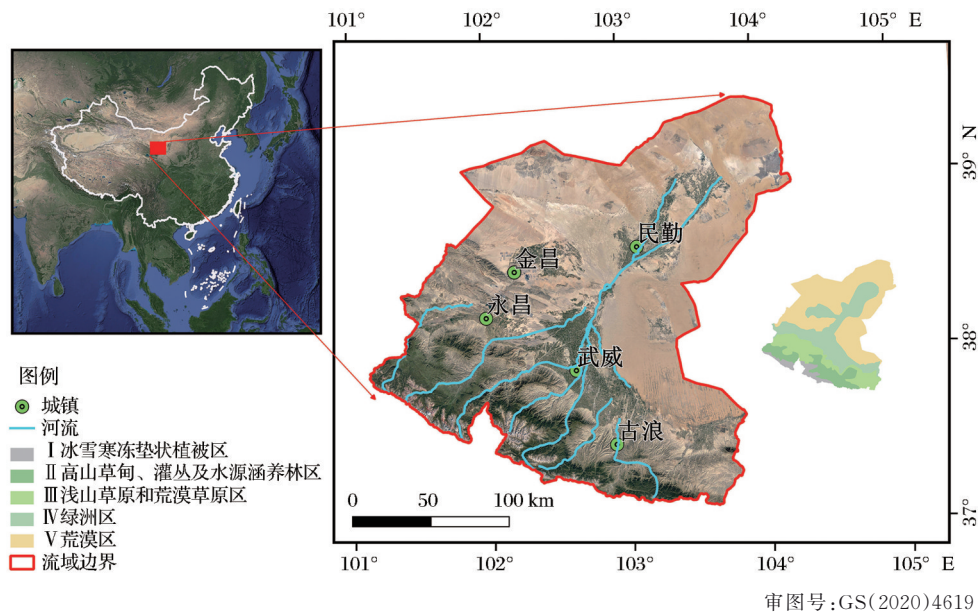 101°
102°
103°
104°
105° E
39° N
38°
37°
民勤
金昌
永昌
武威
古浪
0 50 100 km
101°
102°
103°
104°
105° E
图例
城镇
河流
Ⅰ冰雪寒冻垫状植被区
Ⅱ高山草甸、灌丛及水源涵养林区
Ⅲ浅山草原和荒漠草原区
Ⅳ绿洲区
Ⅴ荒漠区
流域边界
审图号:GS(2020)4619